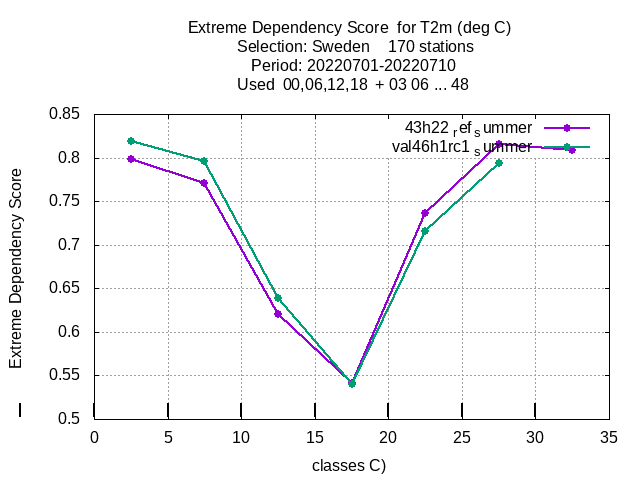 Extreme Dependency Score  for T2m (deg C)
Selection: Sweden    170 stations
Period: 20220701-20220710
Used  00,06,12,18  + 03 06 ... 48
43h22 ref summer
val46h1rc1 summer
Extreme Dependency Score
0.85
0.8
0.75
0.7
0.65
0.6
0.55
0.5
0 5 10 15 20 25 30 35
classes C)